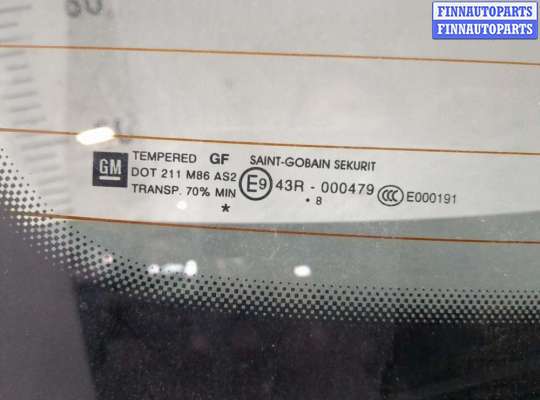 FINNAUTOPARTS
FINNAUTOPARTS
GM
TEMPERED GF SAINT-GOBAIN SEKURIT
DOT 211 M86 AS2
TRANSP. 70% MIN
*
E9 43R - 000479
• 8
CCC E000191